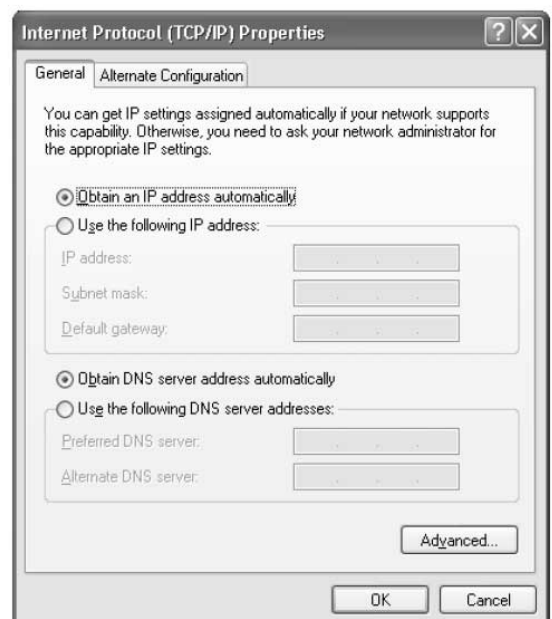 Internet Protocol (TCP/IP) Properties
General
Alternate Configuration
You can get IP settings assigned automatically if your network supports
this capability. Otherwise, you need to ask your network administrator for
the appropriate IP settings.
Obtain an IP address automatically
Use the following IP address:
IP address:
Subnet mask:
Default gateway:
Obtain DNS server address automatically
Use the following DNS server addresses:
Preferred DNS server:
Alternate DNS server:
Advanced...
OK
Cancel